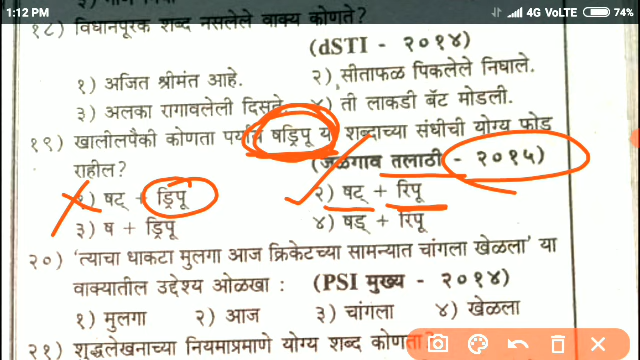 1:12 PM 4G VoLTE 74%
१८) विधानपूरक शब्द नसलेले वाक्य कोणते?
(dSTI - २०१४)
१) अजित श्रीमंत आहे. २) सीताफळ पिकलेले निघाले.
३) अलका रागावलेली दिसते. ४) ती लाकडी बॅट मोडली.
१९) खालीलपैकी कोणता पर्याय षड्रिपू या शब्दाच्या संधीची योग्य फोड
राहील? (जळगाव तलाठी - २०१५)
१) षट् + ड्रिपू २) षट् + रिपू
३) ष + ड्रिपू ४) षड् + रिपू
२०) 'त्याचा धाकटा मुलगा आज क्रिकेटच्या सामन्यात चांगला खेळला' या
वाक्यातील उद्देश्य ओळखा : (PSI मुख्य - २०१४)
१) मुलगा २) आज ३) चांगला ४) खेळला
२१) शुद्धलेखनाच्या नियमाप्रमाणे योग्य शब्द कोणता?